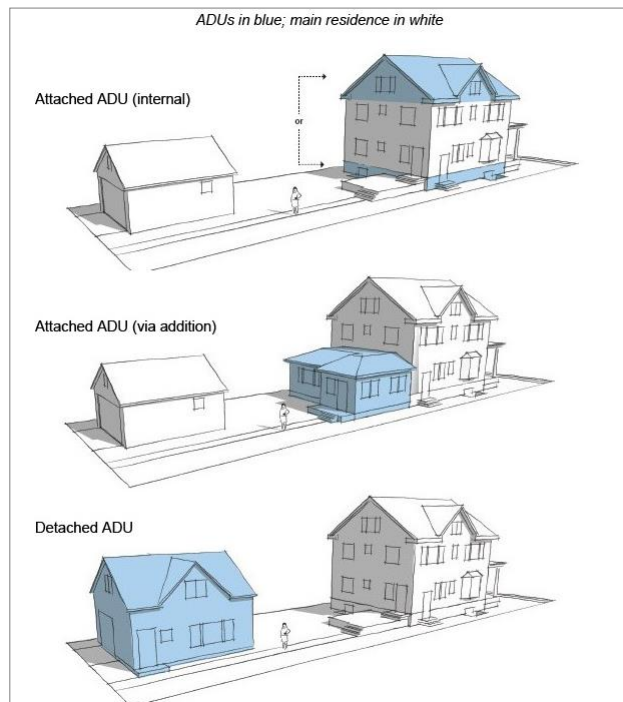 ADUs in blue; main residence in white
Attached ADU (internal)
or
Attached ADU (via addition)
Detached ADU